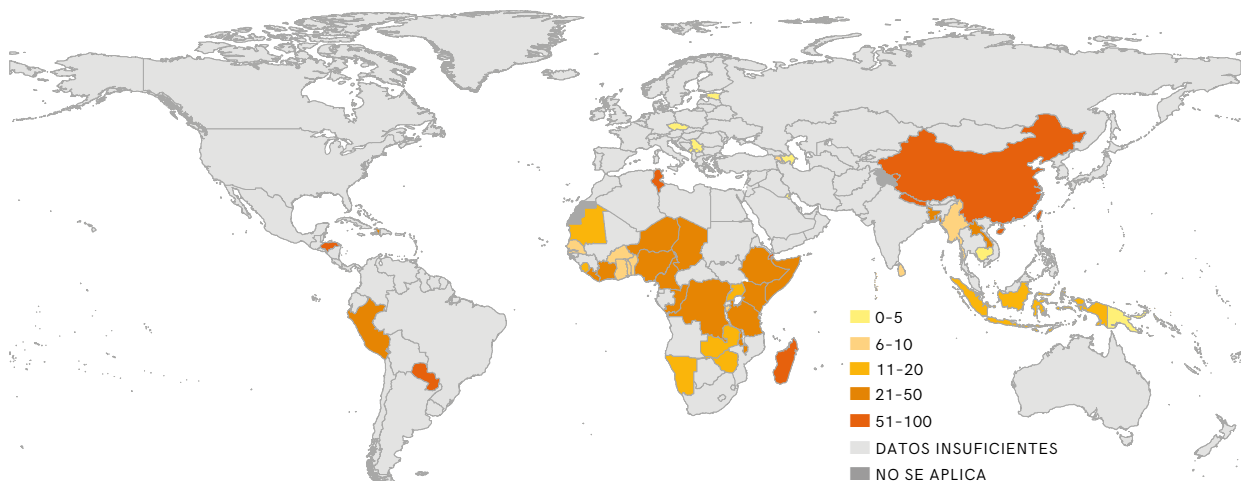 0-5
6-10
11-20
21-50
51-100
DATOS INSUFICIENTES
NO SE APLICA